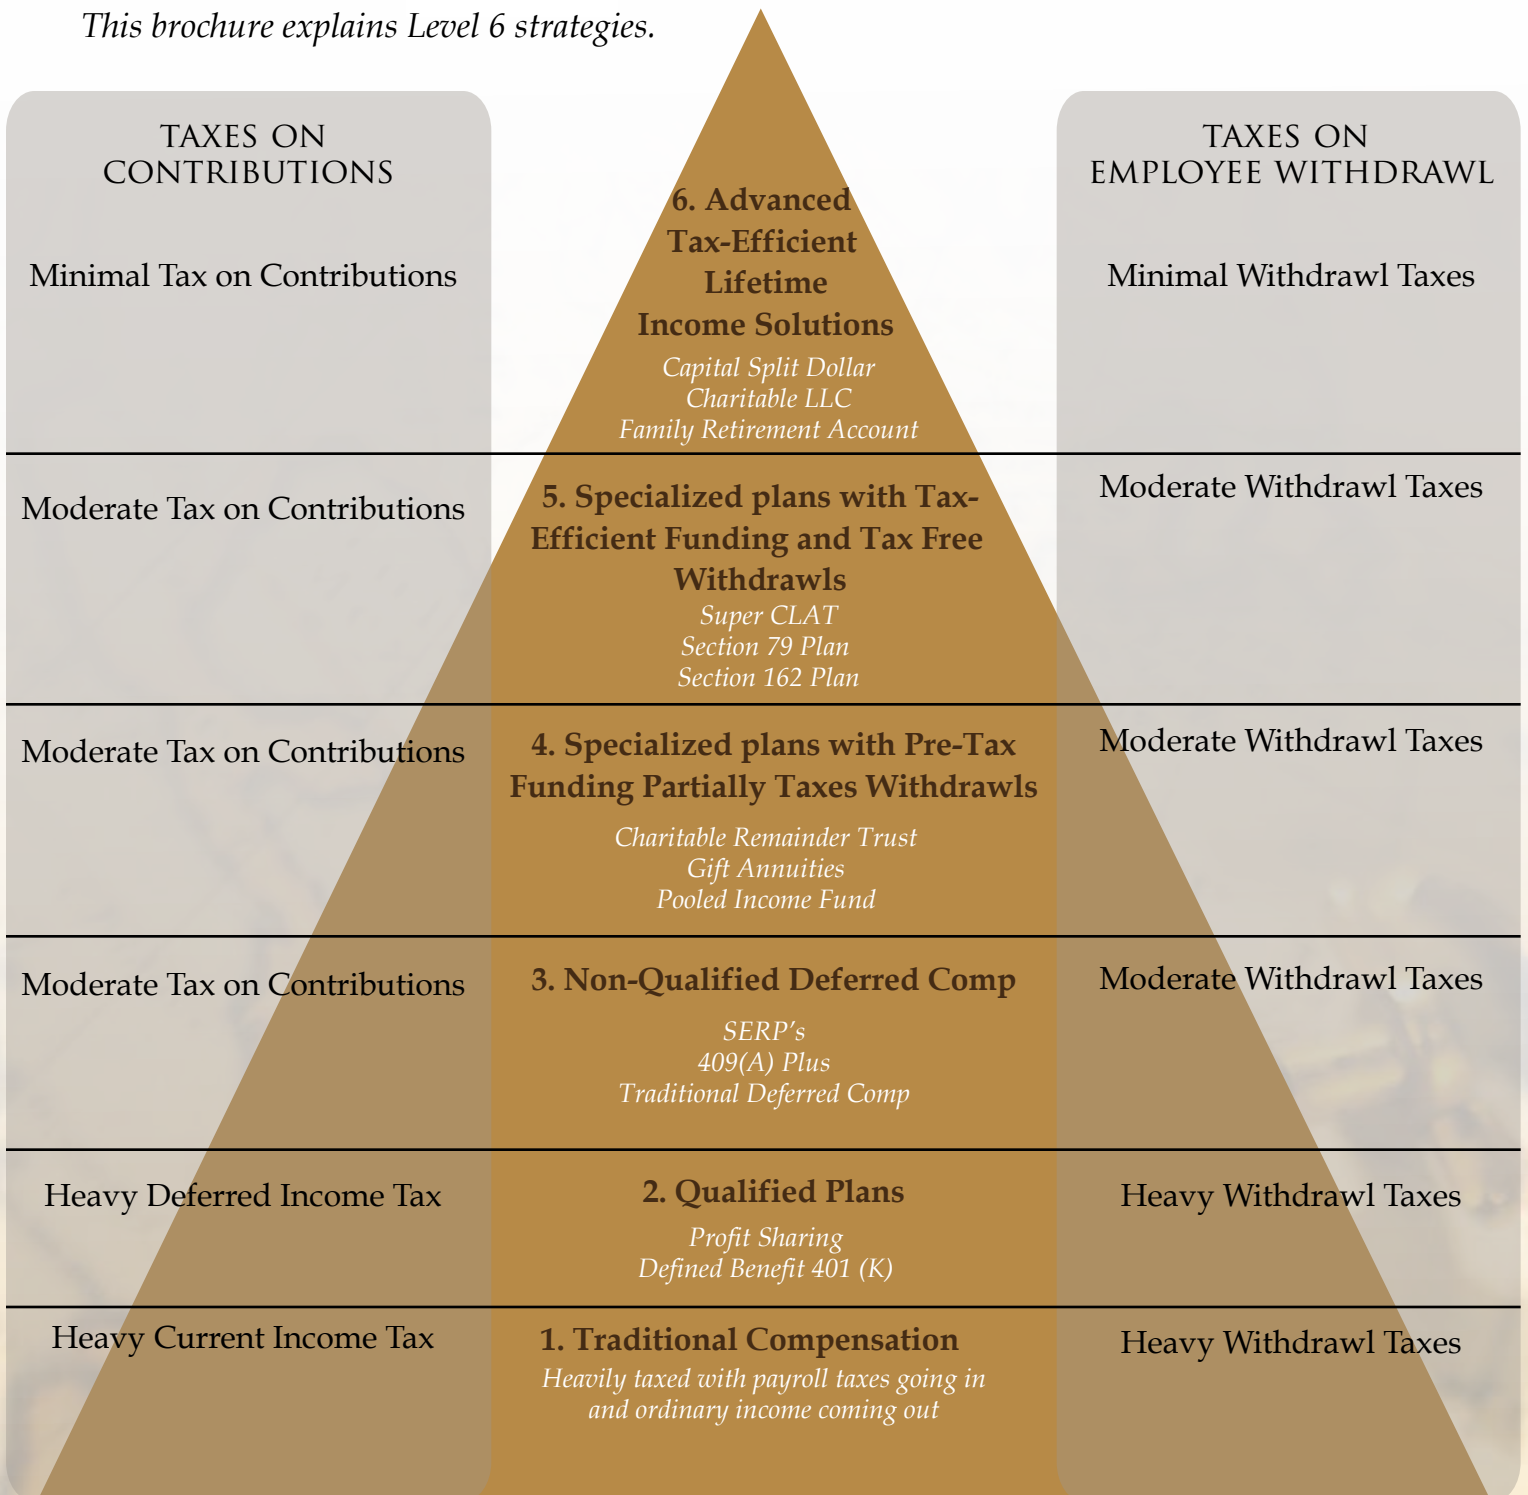 This brochure explains Level 6 strategies.
TAXES ON
CONTRIBUTIONS
TAXES ON
EMPLOYEE WITHDRAWL
6. Advanced
Tax-Efficient
Lifetime
Income Solutions
Capital Split Dollar
Charitable LLC
Family Retirement Account
Minimal Tax on Contributions
Minimal Withdrawl Taxes
Moderate Tax on Contributions
5. Specialized plans with Tax-
Efficient Funding and Tax Free
Withdrawls
Super CLAT
Section 79 Plan
Section 162 Plan
Moderate Withdrawl Taxes
Moderate Tax on Contributions
4. Specialized plans with Pre-Tax
Funding Partially Taxes Withdrawls
Charitable Remainder Trust
Gift Annuities
Pooled Income Fund
Moderate Withdrawl Taxes
Moderate Tax on Contributions
3. Non-Qualified Deferred Comp
SERP's
409(A) Plus
Traditional Deferred Comp
Moderate Withdrawl Taxes
Heavy Deferred Income Tax
2. Qualified Plans
Profit Sharing
Defined Benefit 401 (K)
Heavy Withdrawl Taxes
Heavy Current Income Tax
1. Traditional Compensation
Heavily taxed with payroll taxes going in
and ordinary income coming out
Heavy Withdrawl Taxes